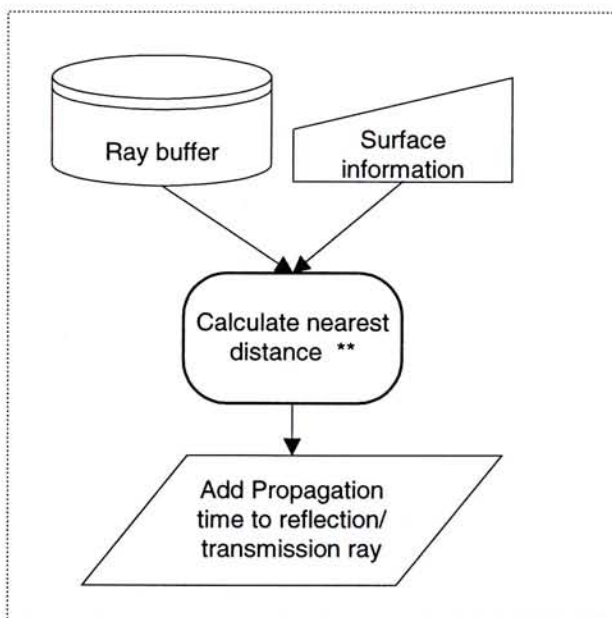 Ray buffer
Surface
information
Calculate nearest
distance **
Add Propagation
time to reflection/
transmission ray